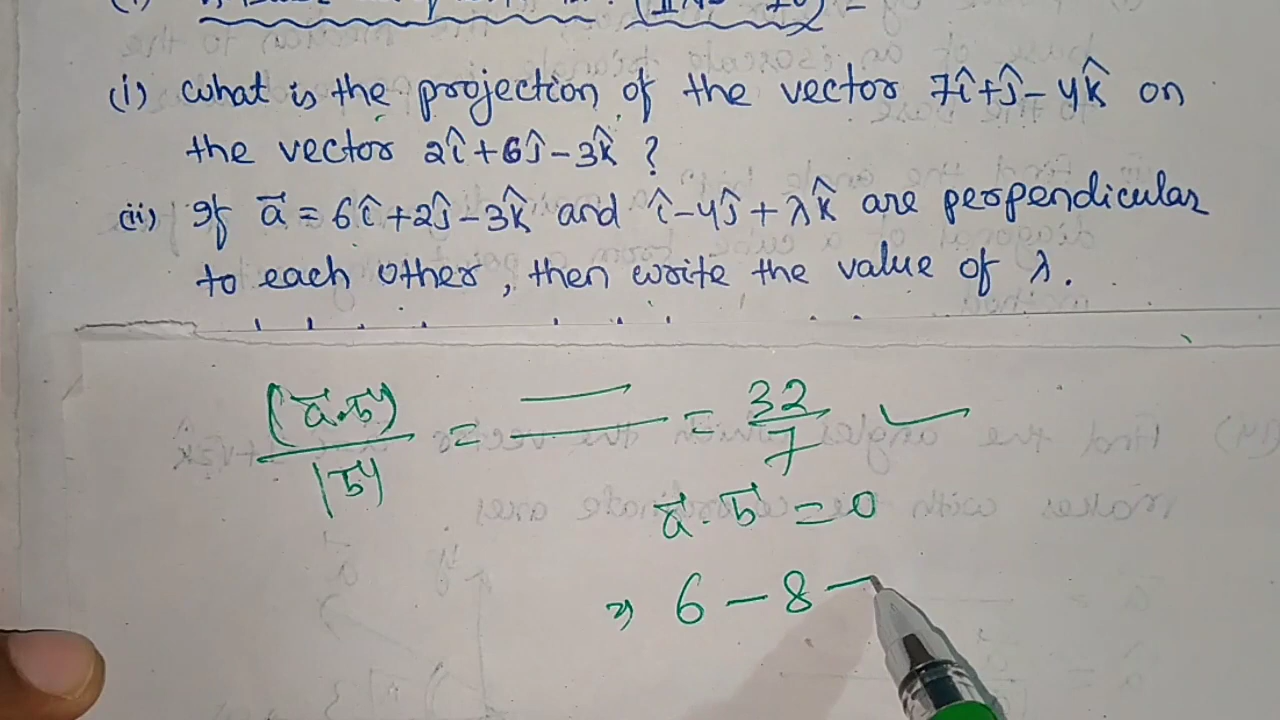 (i) what is the projection of the vector 7î+ĵ-4k̂ on
the vector 2î+6ĵ-3k̂ ?
(ii) If a⃗ = 6î+2ĵ-3k̂ and î-4ĵ+λk̂ are perpendicular
to each other, then write the value of λ.
(a⃗.b⃗)/|b⃗| = = 32/7
a⃗.b⃗ = 0
⇒ 6 - 8 -